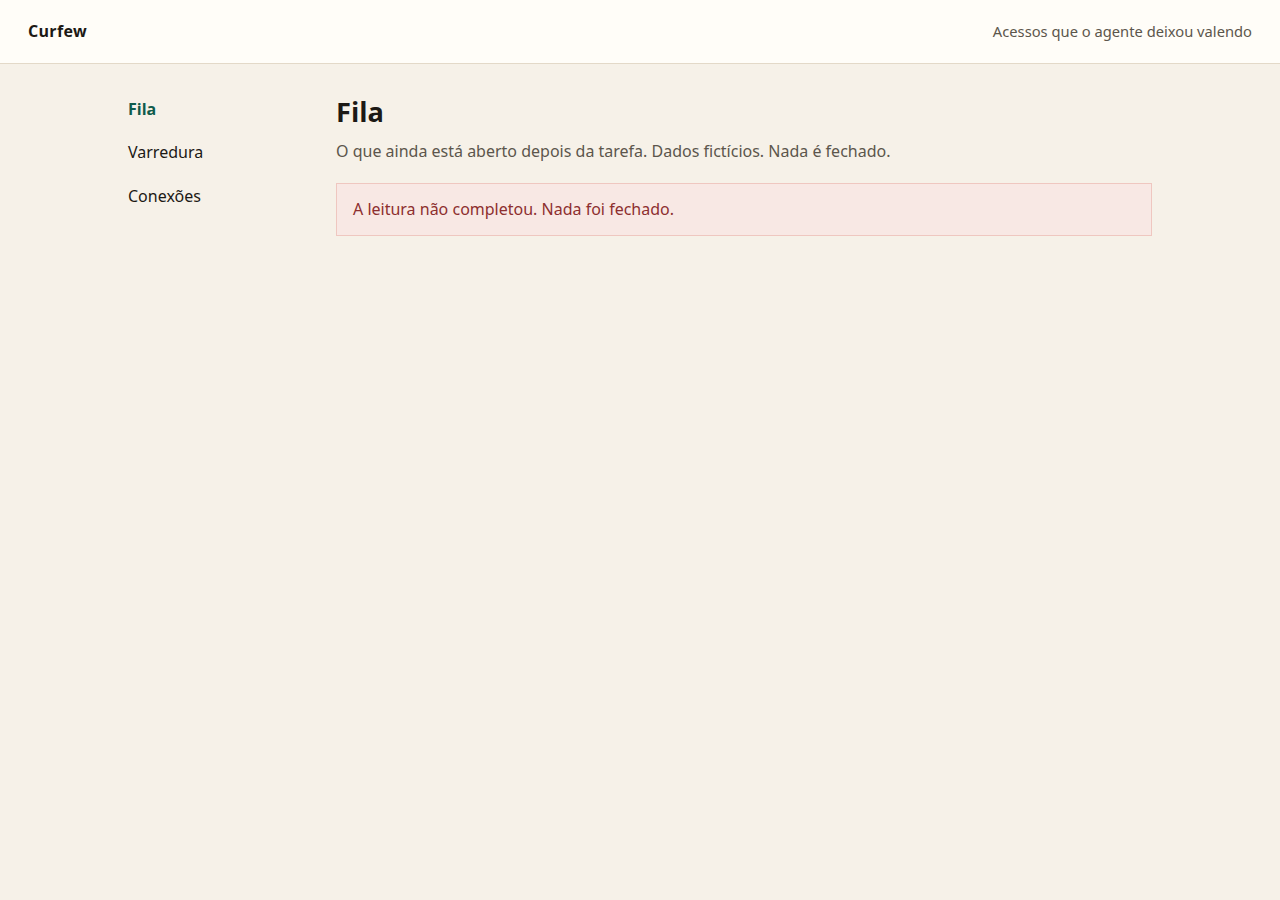 Curfew
Acessos que o agente deixou valendo
Fila
Varredura
Conexões
Fila
O que ainda está aberto depois da tarefa. Dados fictícios. Nada é fechado.
A leitura não completou. Nada foi fechado.